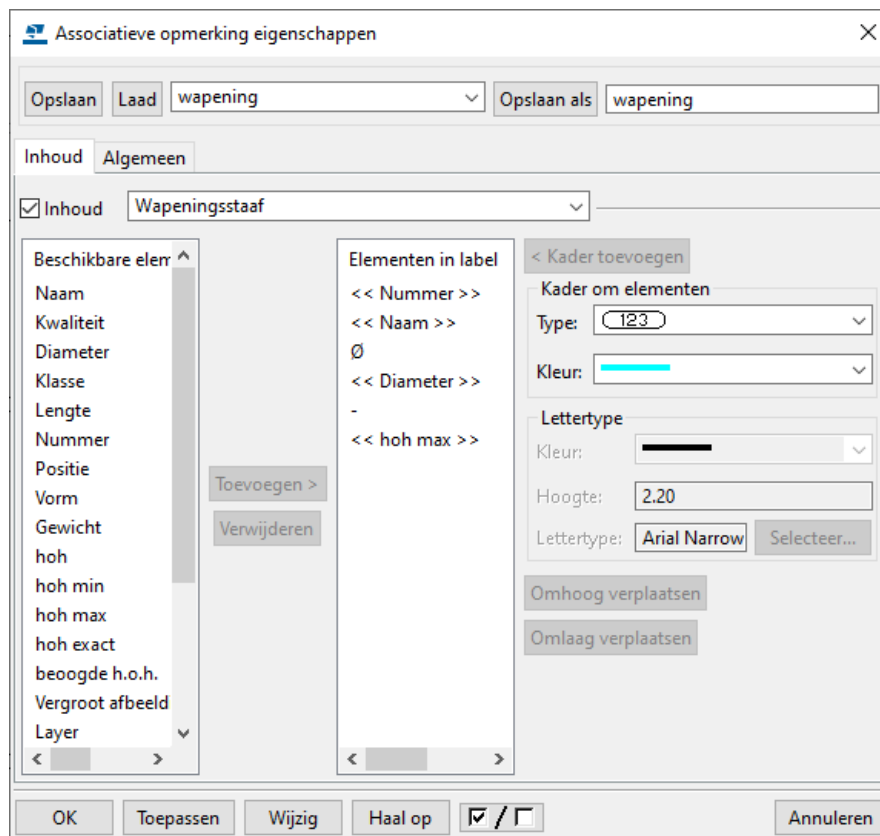 Associatieve opmerking eigenschappen
Opslaan Laad wapening Opslaan als wapening
Inhoud Algemeen
Inhoud Wapeningsstaaf
Beschikbare elem
Naam
Kwaliteit
Diameter
Klasse
Lengte
Nummer
Positie
Vorm
Gewicht
hoh
hoh min
hoh max
hoh exact
beoogde h.o.h.
Vergroot afbeeld
Layer
Toevoegen >
Verwijderen
Elementen in label
<< Nummer >>
<< Naam >>
Ø
<< Diameter >>
-
<< hoh max >>
< Kader toevoegen
Kader om elementen
Type: 123
Kleur:
Lettertype
Kleur:
Hoogte: 2.20
Lettertype: Arial Narrow Selecteer...
Omhoog verplaatsen
Omlaag verplaatsen
OK Toepassen Wijzig Haal op / Annuleren